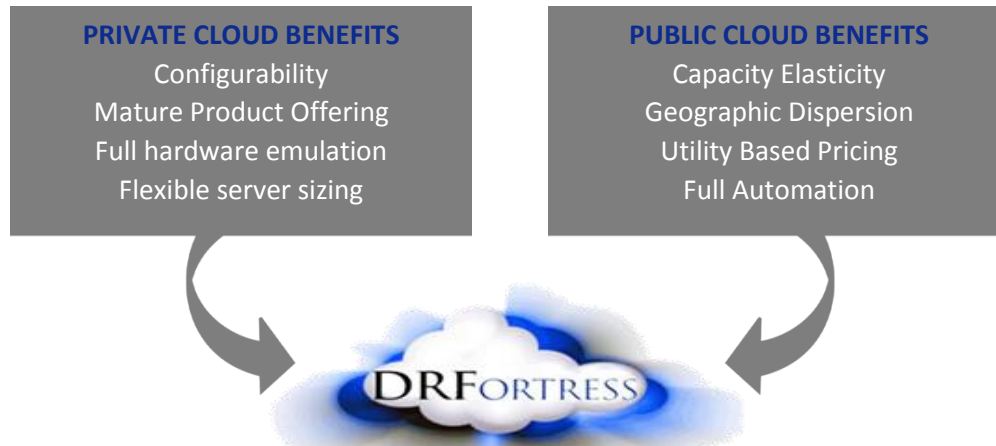 PRIVATE CLOUD BENEFITS
Configurability
Mature Product Offering
Full hardware emulation
Flexible server sizing
PUBLIC CLOUD BENEFITS
Capacity Elasticity
Geographic Dispersion
Utility Based Pricing
Full Automation
DRFORTRESS